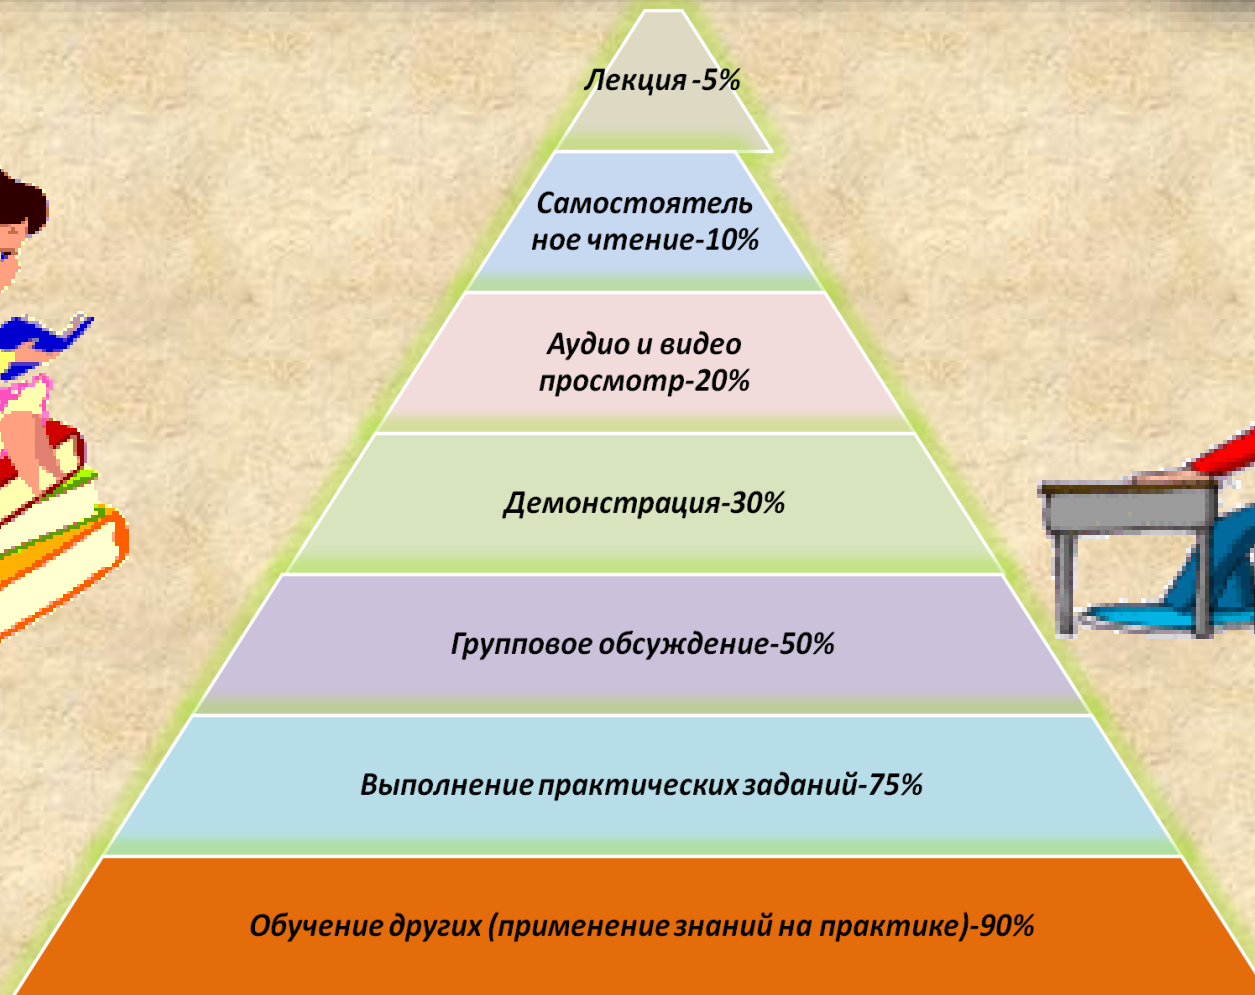 Лекция -5%
Самостоятель
ное чтение-10%
Аудио и видео
просмотр-20%
Демонстрация-30%
Групповое обсуждение-50%
Выполнение практических заданий-75%
Обучение других (применение знаний на практике)-90%